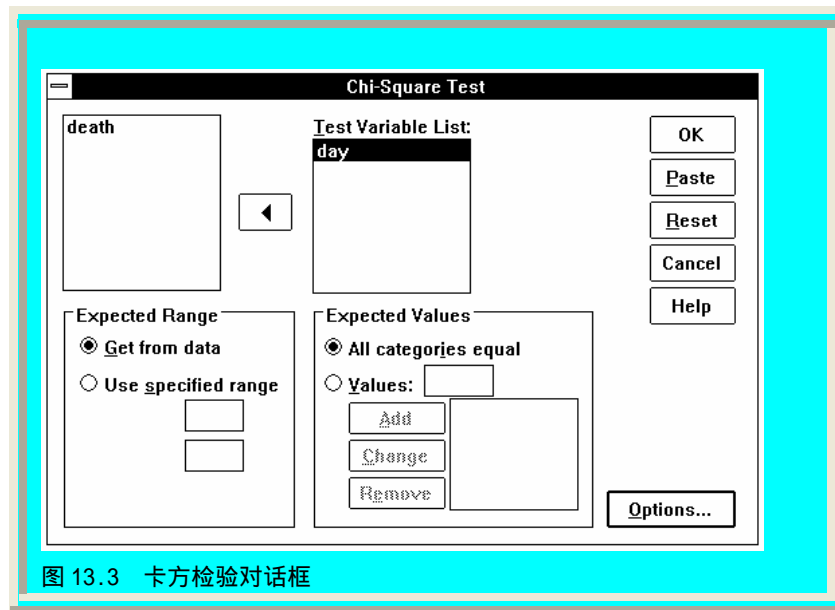 Chi-Square Test
death
Test Variable List:
day
OK
Paste
Reset
Cancel
Help
Expected Range
Get from data
Use specified range
Expected Values
All categories equal
Values:
Add
Change
Remove
Options...
图 13.3 卡方检验对话框